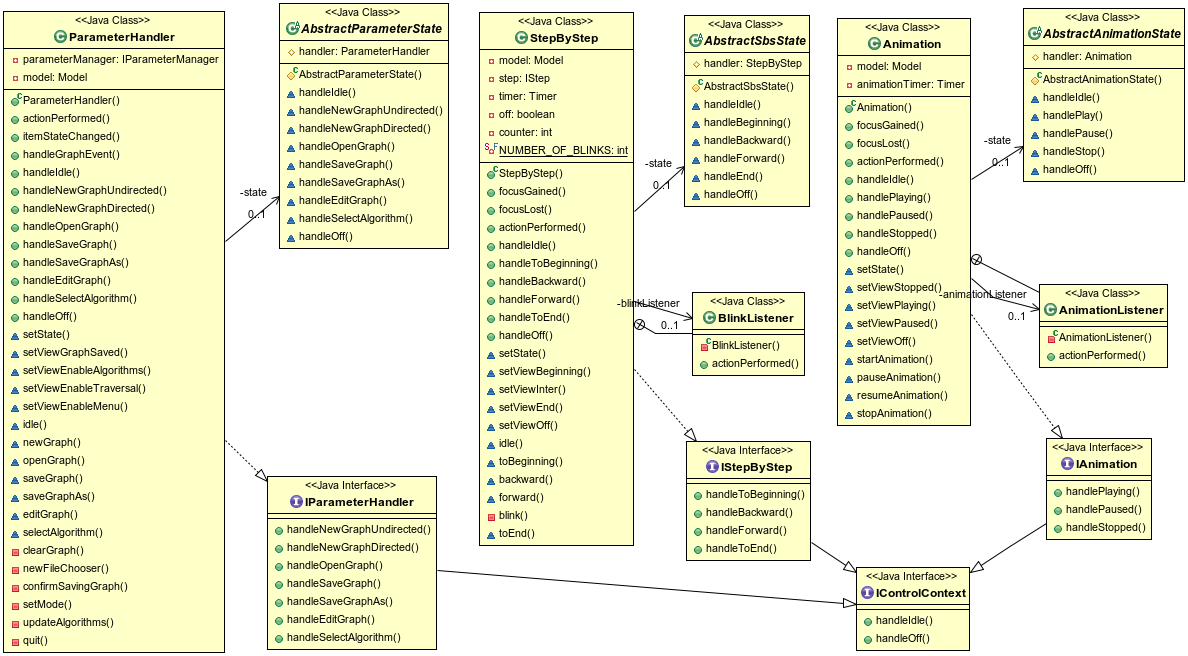 <<Java Class>>
ParameterHandler
parameterManager: IParameterManager
model: Model
ParameterHandler()
actionPerformed()
itemStateChanged()
handleGraphEvent()
handleIdle()
handleNewGraphUndirected()
handleNewGraphDirected()
handleOpenGraph()
handleSaveGraph()
handleSaveGraphAs()
handleEditGraph()
handleSelectAlgorithm()
handleOff()
setState()
setViewGraphSaved()
setViewEnableAlgorithms()
setViewEnableTraversal()
setViewEnableMenu()
idle()
newGraph()
openGraph()
saveGraph()
saveGraphAs()
editGraph()
selectAlgorithm()
clearGraph()
newFileChooser()
confirmSavingGraph()
setMode()
updateAlgorithms()
quit()
-state
0..1
<<Java Class>>
AbstractParameterState
handler: ParameterHandler
AbstractParameterState()
handleIdle()
handleNewGraphUndirected()
handleNewGraphDirected()
handleOpenGraph()
handleSaveGraph()
handleSaveGraphAs()
handleEditGraph()
handleSelectAlgorithm()
handleOff()
<<Java Interface>>
IParameterHandler
handleNewGraphUndirected()
handleNewGraphDirected()
handleOpenGraph()
handleSaveGraph()
handleSaveGraphAs()
handleEditGraph()
handleSelectAlgorithm()
<<Java Class>>
StepByStep
model: Model
step: IStep
timer: Timer
off: boolean
counter: int
NUMBER_OF_BLINKS: int
StepByStep()
focusGained()
focusLost()
actionPerformed()
handleIdle()
handleToBeginning()
handleBackward()
handleForward()
handleToEnd()
handleOff()
setState()
setViewBeginning()
setViewInter()
setViewEnd()
setViewOff()
idle()
toBeginning()
backward()
forward()
blink()
toEnd()
-state
0..1
<<Java Class>>
AbstractSbsState
handler: StepByStep
AbstractSbsState()
handleIdle()
handleBeginning()
handleBackward()
handleForward()
handleEnd()
handleOff()
-blinkListener
0..1
<<Java Class>>
BlinkListener
BlinkListener()
actionPerformed()
<<Java Interface>>
IStepByStep
handleToBeginning()
handleBackward()
handleForward()
handleToEnd()
<<Java Class>>
Animation
model: Model
animationTimer: Timer
Animation()
focusGained()
focusLost()
actionPerformed()
handleIdle()
handlePlaying()
handlePaused()
handleStopped()
handleOff()
setState()
setViewStopped()
setViewPlaying()
setViewPaused()
setViewOff()
startAnimation()
pauseAnimation()
resumeAnimation()
stopAnimation()
-state
0..1
<<Java Class>>
AbstractAnimationState
handler: Animation
AbstractAnimationState()
handleIdle()
handlePlay()
handlePause()
handleStop()
handleOff()
-animationListener
0..1
<<Java Class>>
AnimationListener
AnimationListener()
actionPerformed()
<<Java Interface>>
IAnimation
handlePlaying()
handlePaused()
handleStopped()
<<Java Interface>>
IControlContext
handleIdle()
handleOff()